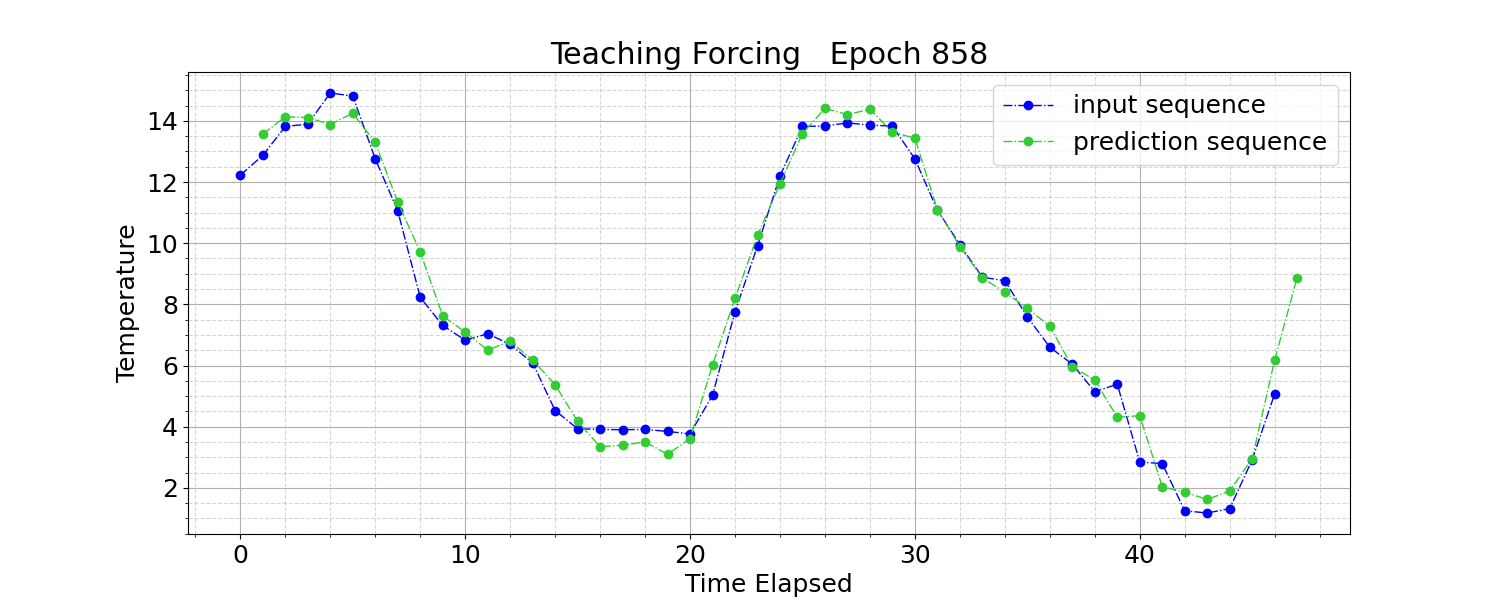 Teaching Forcing   Epoch 858
input sequence
prediction sequence
Temperature
14
12
10
8
6
4
2
0 10 20 30 40
Time Elapsed